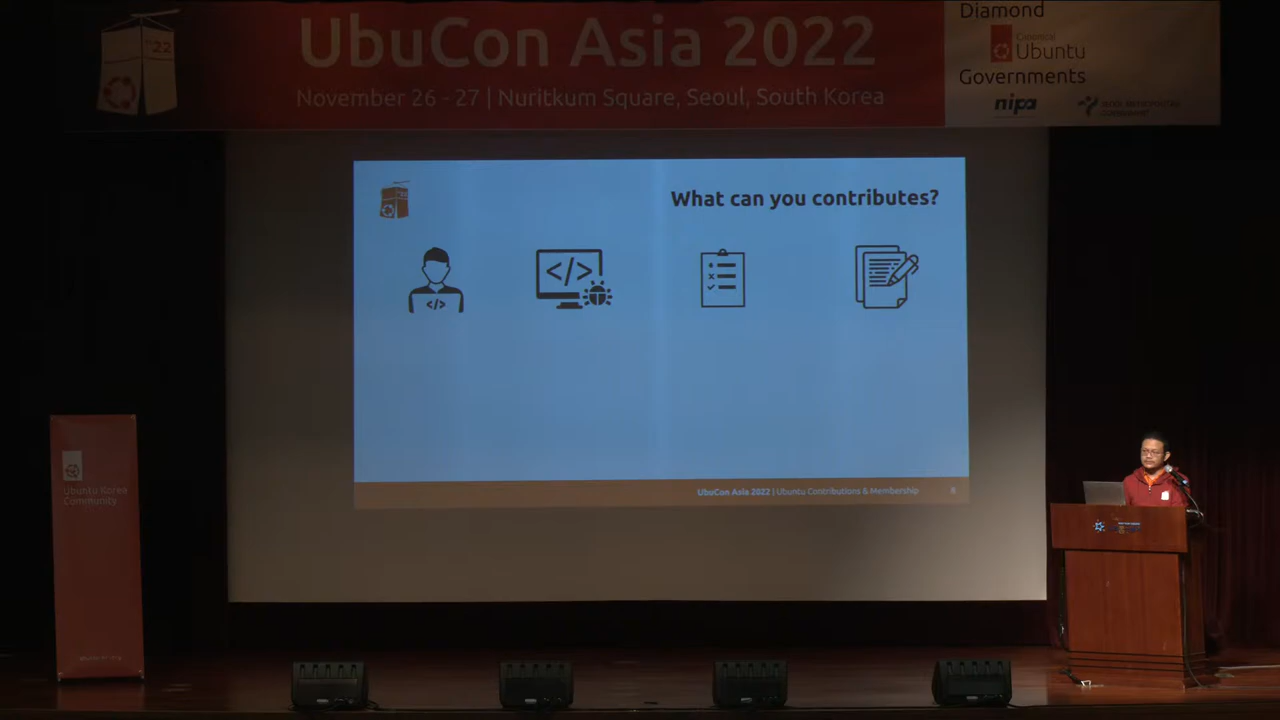 UbuCon Asia 2022
November 26 - 27 | Nuritkum Square, Seoul, South Korea
Diamond
Canonical
Ubuntu
Governments
nipa
What can you contributes?
</>
</>
UbuCon Asia 2022 | Ubuntu Contributions & Membership
Ubuntu Korea
Community